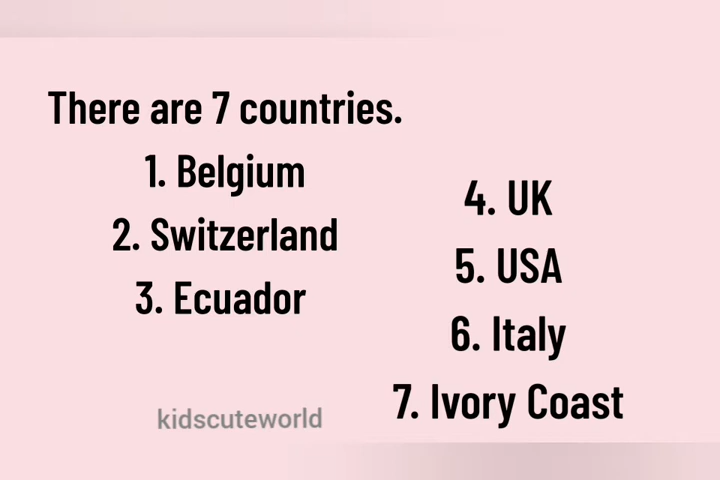 There are 7 countries.
1. Belgium
2. Switzerland
3. Ecuador
4. UK
5. USA
6. Italy
7. Ivory Coast
kidscuteworld